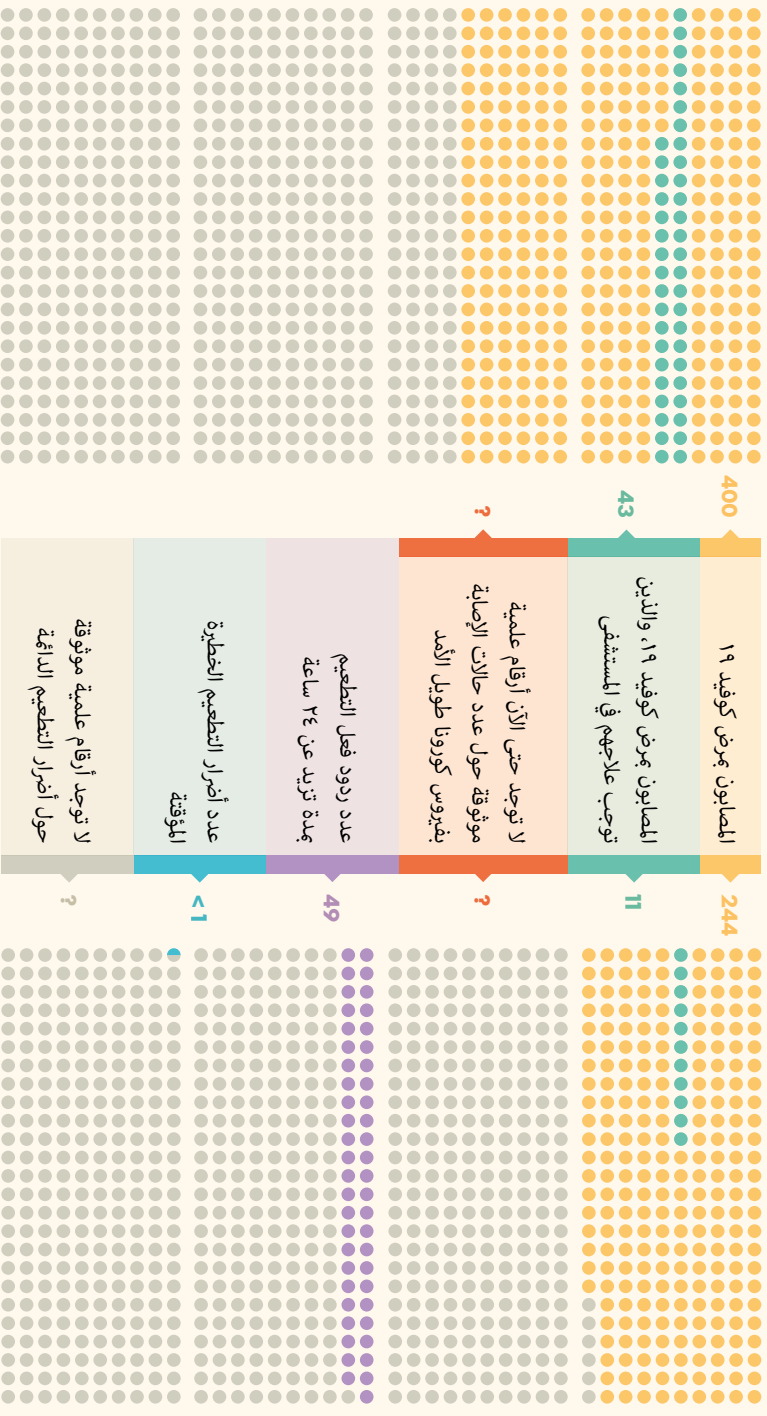 244
المصابون بمرض كوفيد ١٩
400
11
المصابون بمرض كوفيد ١٩، والذين
توجب علاجهم في المستشفى
43
?
لا توجد حتى الآن أرقام علمية
موثوقة حول عدد حالات الإصابة
بفيروس كورونا طويل الأمد
?
49
عدد ردود فعل التطعيم
بمدة تزيد عن ٢٤ ساعة
<1
عدد أضرار التطعيم الخطيرة
المؤقتة
?
لا توجد أرقام علمية موثوقة
حول أضرار التطعيم الدائمة